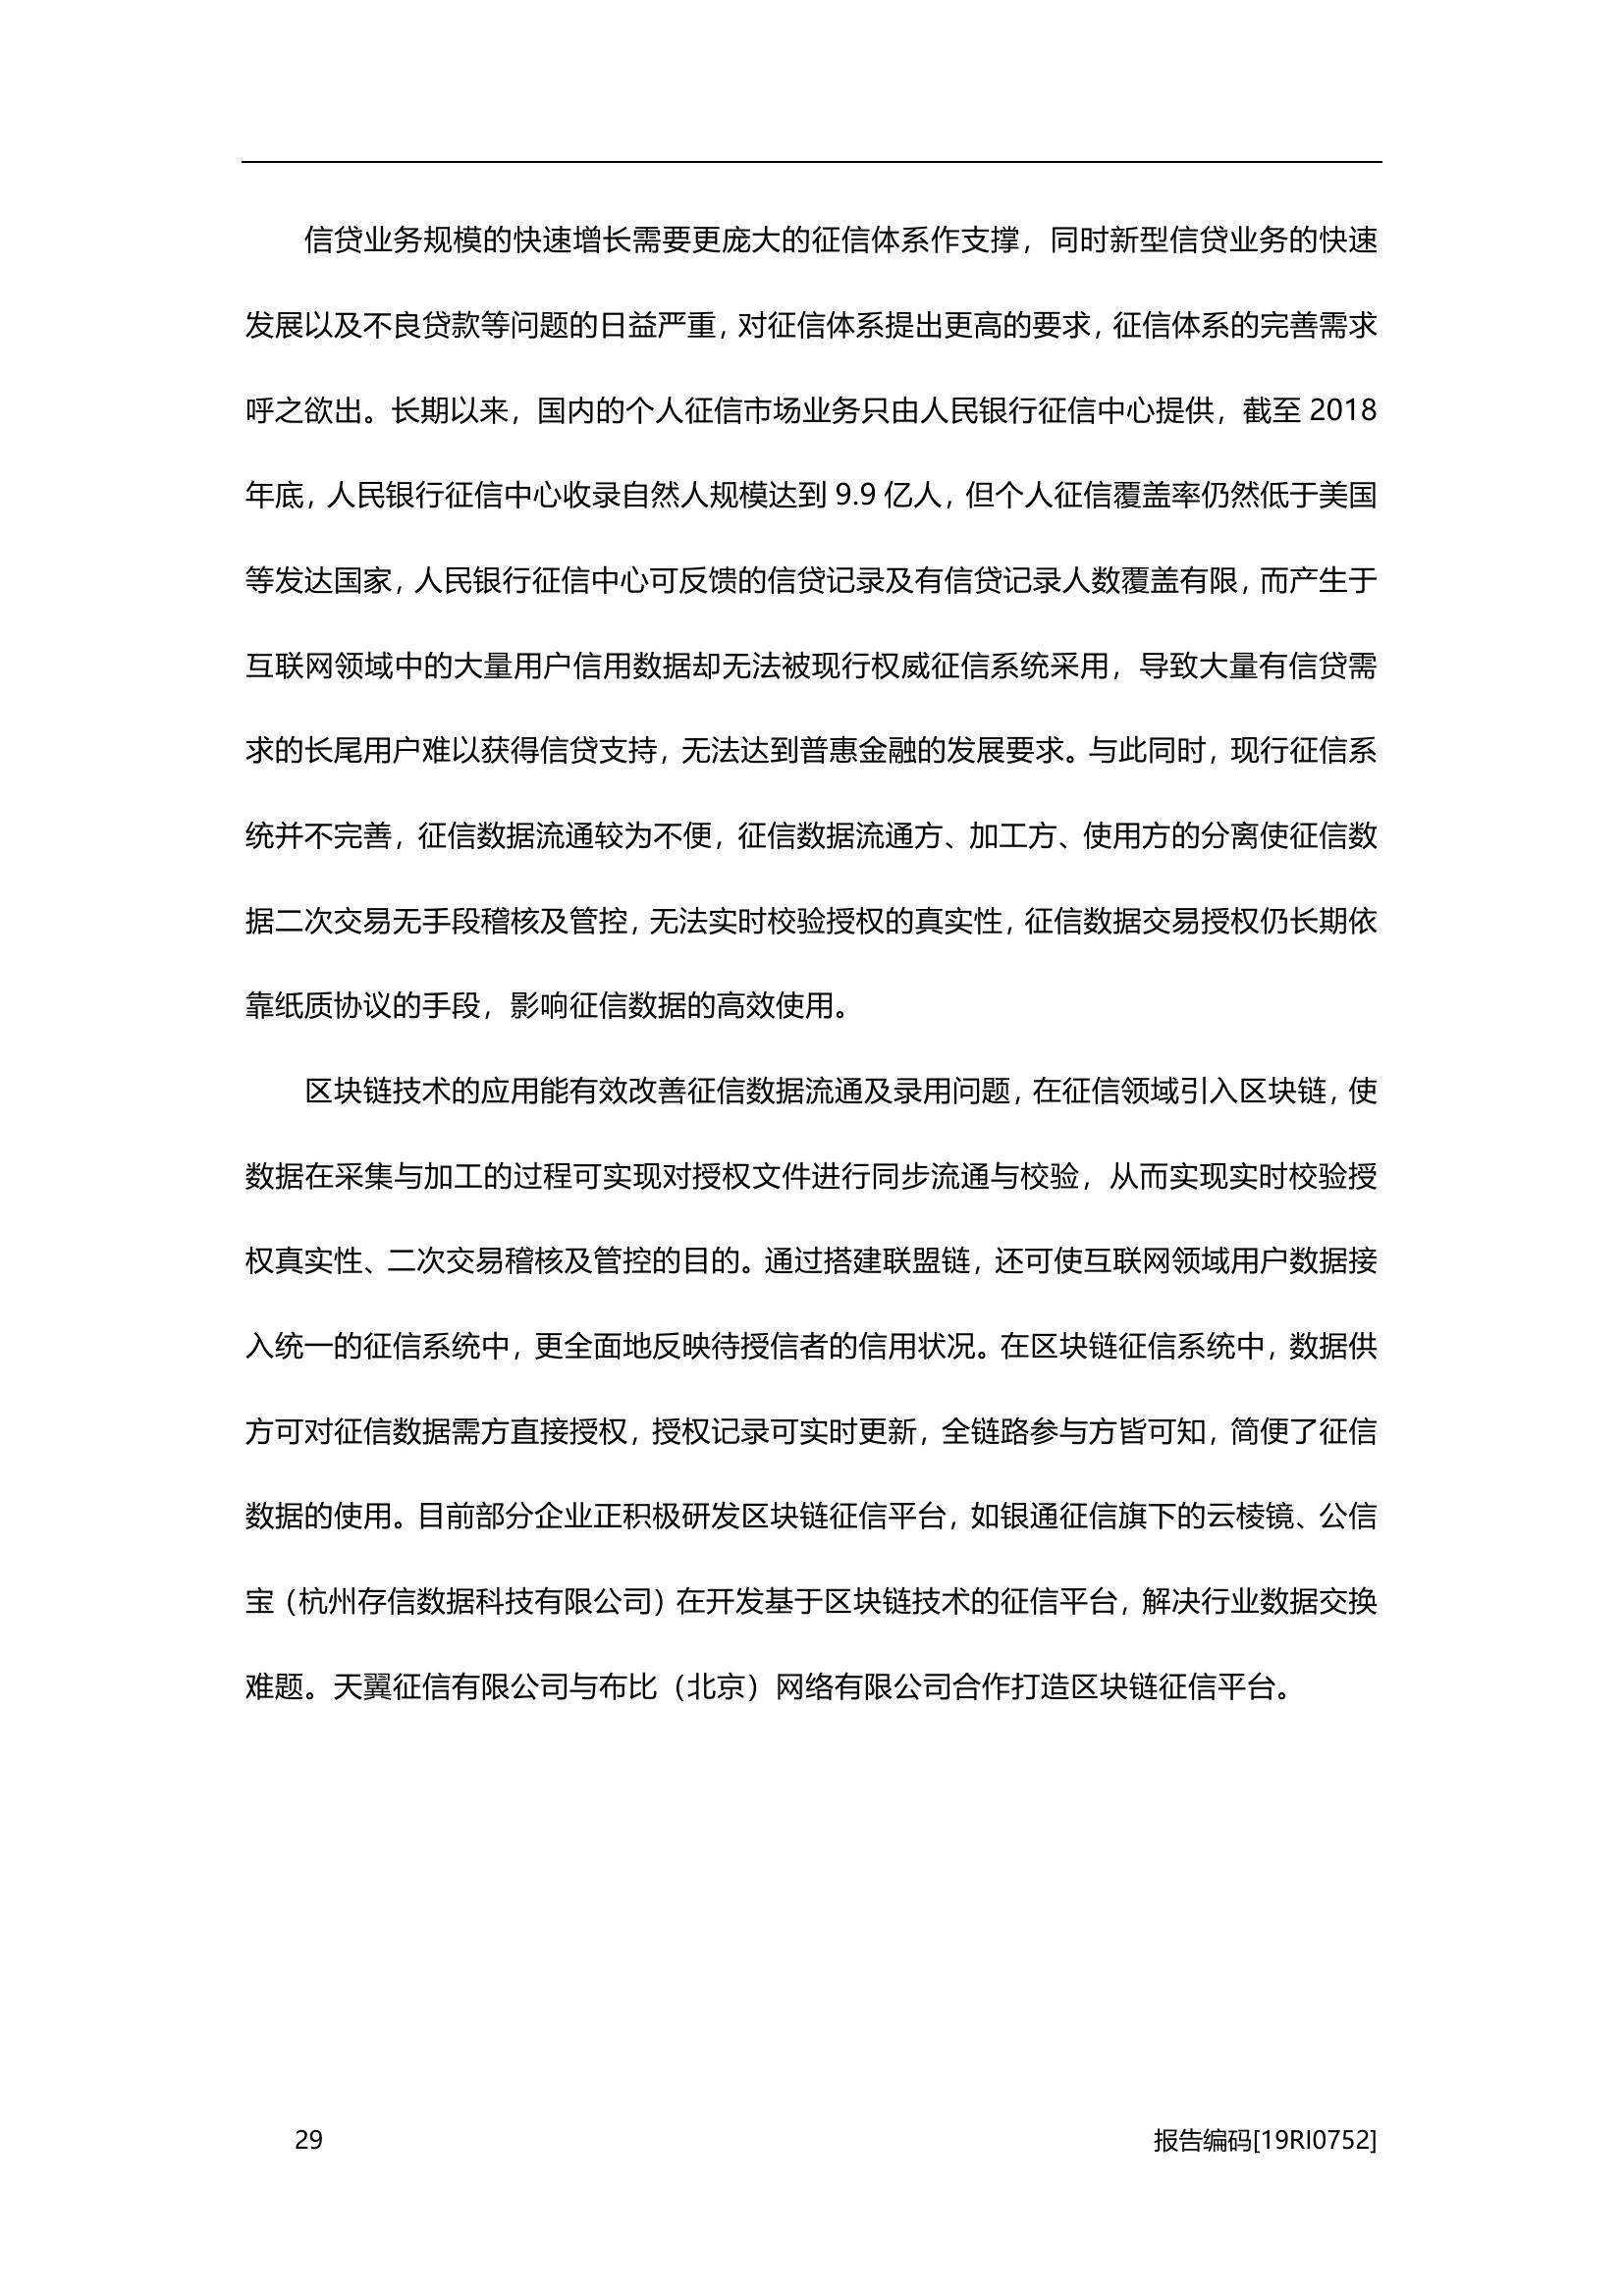 信贷业务规模的快速增长需要更庞大的征信体系作支撑，同时新型信贷业务的快速
发展以及不良贷款等问题的日益严重，对征信体系提出更高的要求，征信体系的完善需求
呼之欲出。长期以来，国内的个人征信市场业务只由人民银行征信中心提供，截至 2018
年底，人民银行征信中心收录自然人规模达到 9.9 亿人，但个人征信覆盖率仍然低于美国
等发达国家，人民银行征信中心可反馈的信贷记录及有信贷记录人数覆盖有限，而产生于
互联网领域中的大量用户信用数据却无法被现行权威征信系统采用，导致大量有信贷需
求的长尾用户难以获得信贷支持，无法达到普惠金融的发展要求。与此同时，现行征信系
统并不完善，征信数据流通较为不便，征信数据流通方、加工方、使用方的分离使征信数
据二次交易无手段稽核及管控，无法实时校验授权的真实性，征信数据交易授权仍长期依
靠纸质协议的手段，影响征信数据的高效使用。
区块链技术的应用能有效改善征信数据流通及录用问题，在征信领域引入区块链，使
数据在采集与加工的过程可实现对授权文件进行同步流通与校验，从而实现实时校验授
权真实性、二次交易稽核及管控的目的。通过搭建联盟链，还可使互联网领域用户数据接
入统一的征信系统中，更全面地反映待授信者的信用状况。在区块链征信系统中，数据供
方可对征信数据需方直接授权，授权记录可实时更新，全链路参与方皆可知，简便了征信
数据的使用。目前部分企业正积极研发区块链征信平台，如银通征信旗下的云棱镜、公信
宝（杭州存信数据科技有限公司）在开发基于区块链技术的征信平台，解决行业数据交换
难题。天翼征信有限公司与布比（北京）网络有限公司合作打造区块链征信平台。
29
报告编码[19RI0752]